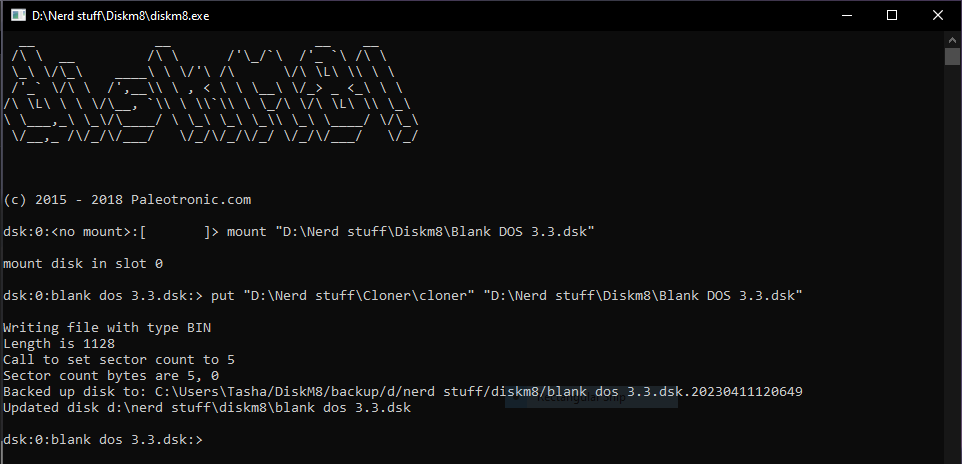 D:\Nerd stuff\Diskm8\diskm8.exe
diskM8
(c) 2015 - 2018 Paleotronic.com
dsk:0:<no mount>:[       ]> mount "D:\Nerd stuff\Diskm8\Blank DOS 3.3.dsk"
mount disk in slot 0
dsk:0:blank dos 3.3.dsk:> put "D:\Nerd stuff\Cloner\cloner" "D:\Nerd stuff\Diskm8\Blank DOS 3.3.dsk"
Writing file with type BIN
Length is 1128
Call to set sector count to 5
Sector count bytes are 5, 0
Backed up disk to: C:\Users\Tasha/DiskM8/backup/d/nerd stuff/diskm8/blank dos 3.3.dsk.20230411120649
Updated disk d:\nerd stuff\diskm8\blank dos 3.3.dsk
dsk:0:blank dos 3.3.dsk:>